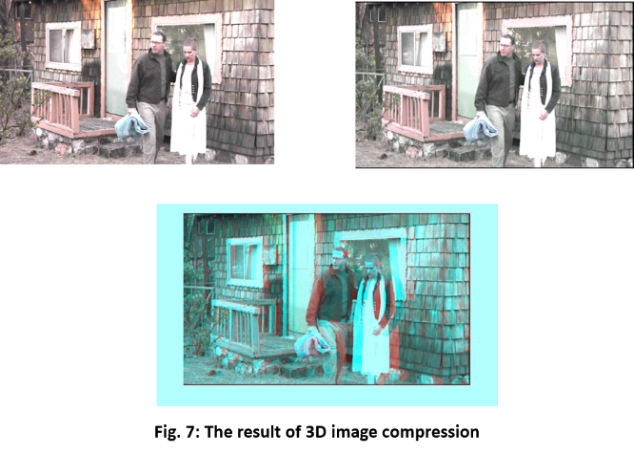 Fig. 7: The result of 3D image compression